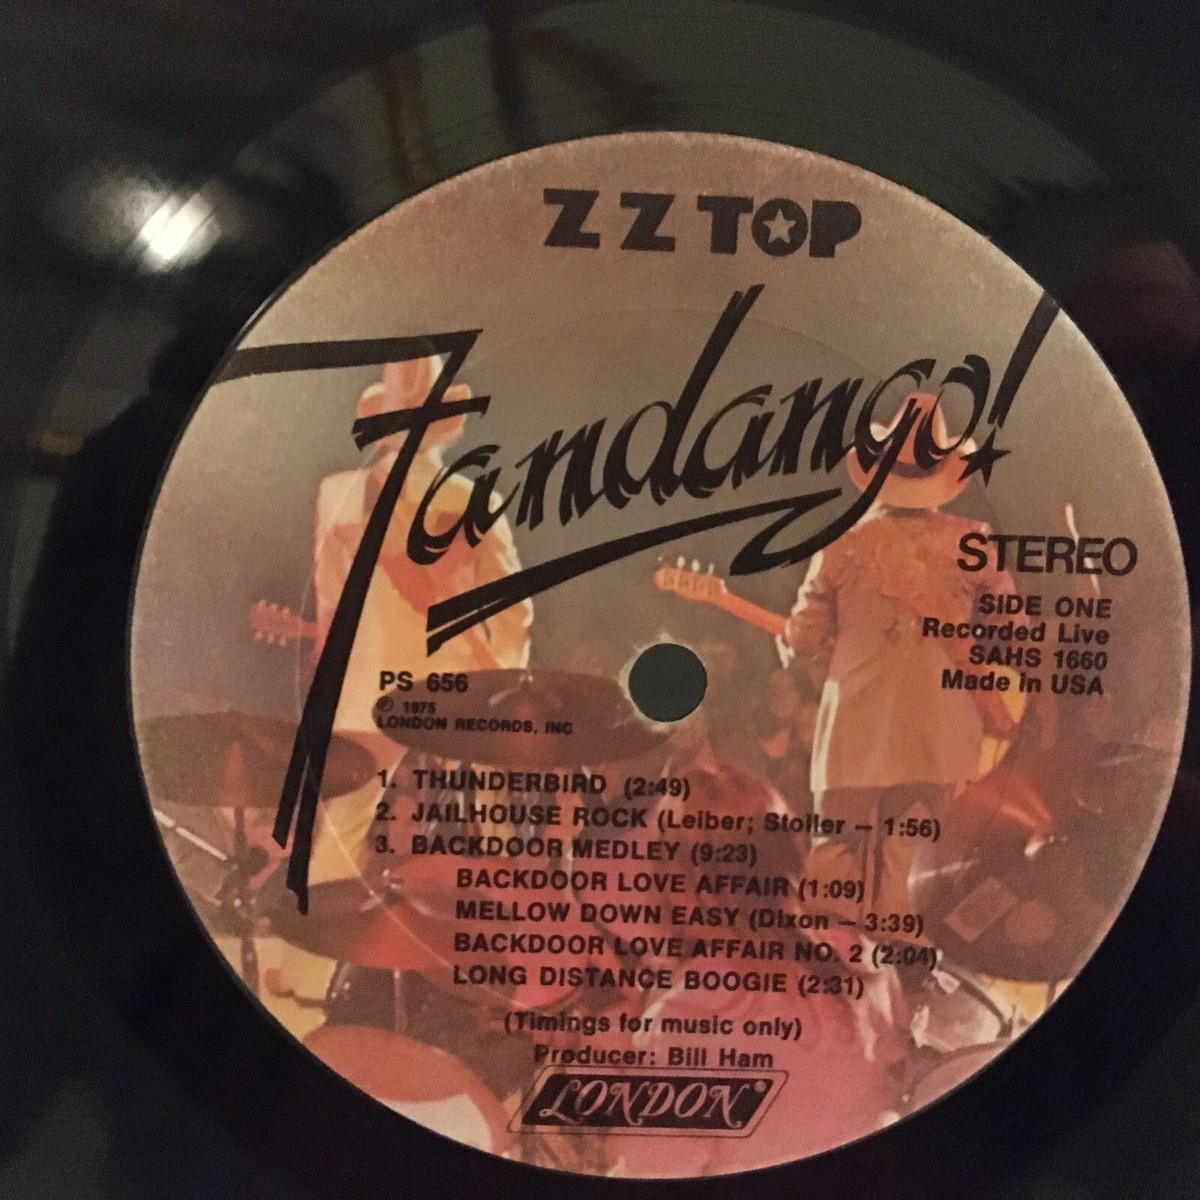 ZZ TOP
Fandango!
STEREO
SIDE ONE
Recorded Live
SAHS 1660
Made in USA
PS 656
℗ 1975
LONDON RECORDS, INC
1. THUNDERBIRD (2:49)
2. JAILHOUSE ROCK (Leiber; Stoller – 1:56)
3. BACKDOOR MEDLEY (9:23)
BACKDOOR LOVE AFFAIR (1:09)
MELLOW DOWN EASY (Dixon – 3:39)
BACKDOOR LOVE AFFAIR NO. 2 (2:04)
LONG DISTANCE BOOGIE (2:31)
(Timings for music only)
Producer: Bill Ham
LONDON®